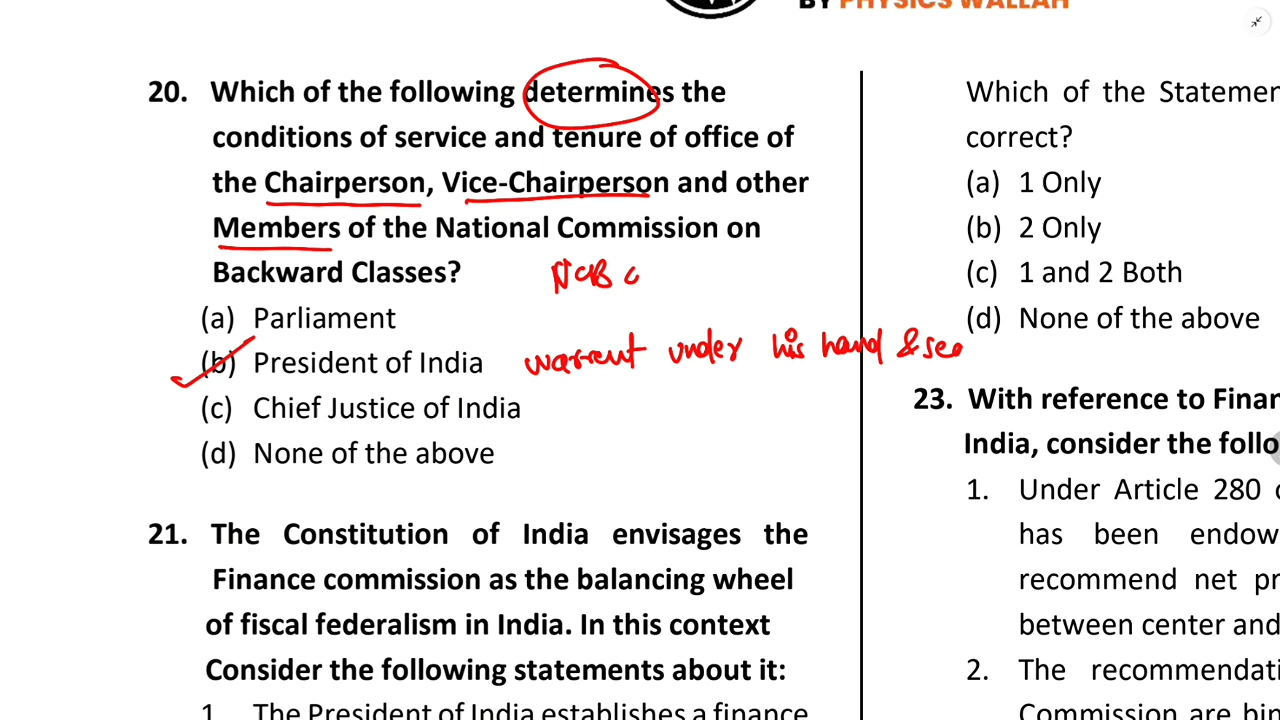 BY PHYSICS WALLAH
20. Which of the following determines the
conditions of service and tenure of office of
the Chairperson, Vice-Chairperson and other
Members of the National Commission on
Backward Classes?
NCBC
(a) Parliament
(b) President of India
warrent under his hand & see
(c) Chief Justice of India
(d) None of the above
21. The Constitution of India envisages the
Finance commission as the balancing wheel
of fiscal federalism in India. In this context
Consider the following statements about it:
1. The President of India establishes a finance
Which of the Statemen
correct?
(a) 1 Only
(b) 2 Only
(c) 1 and 2 Both
(d) None of the above
23. With reference to Finan
India, consider the follo
1. Under Article 280
has been endow
recommend net pr
between center and
2. The recommendati
Commission are bin